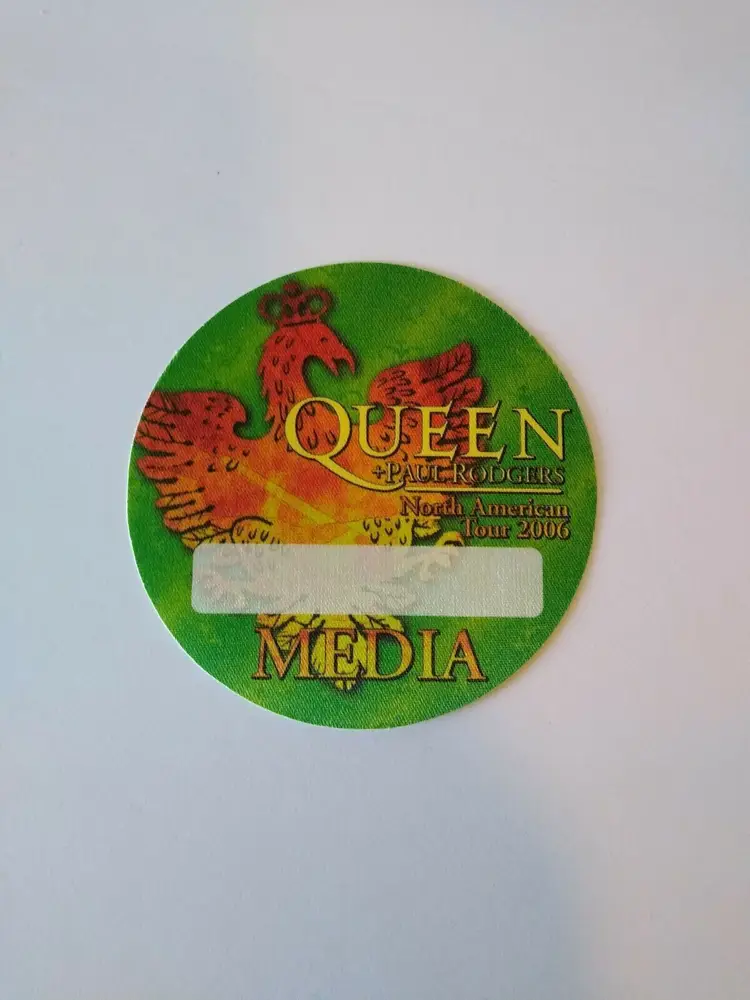 QUEEN
+PAUL RODGERS
North American
Tour 2006
MEDIA